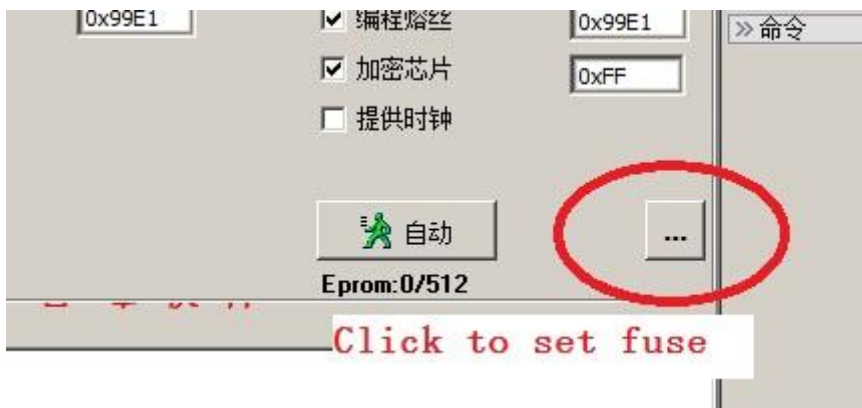 0x99E1
编程熔丝 0x99E1
命令
加密芯片 0xFF
提供时钟
自动 ...
Eprom:0/512
Click to set fuse